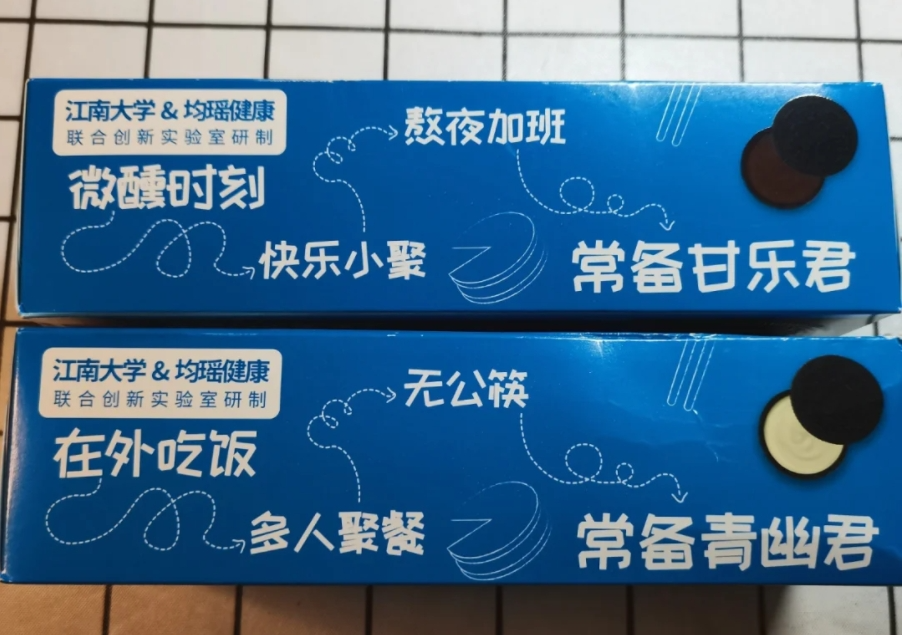 江南大学 & 均瑶健康
联合创新实验室研制
微醺时刻
快乐小聚
熬夜加班
常备甘乐君
江南大学 & 均瑶健康
联合创新实验室研制
在外吃饭
多人聚餐
无公筷
常备青幽君